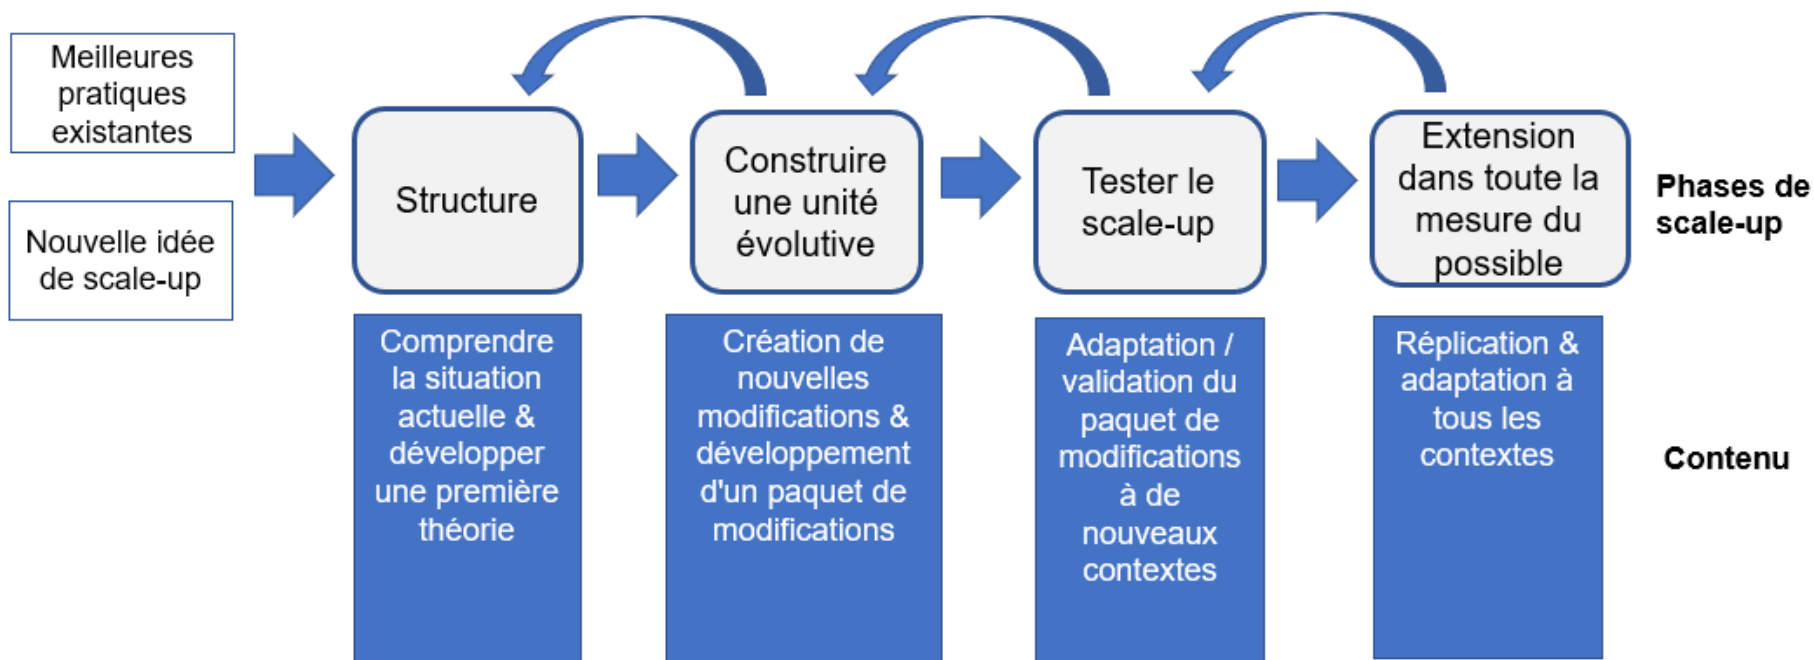 Meilleures
pratiques
existantes
Nouvelle idée
de scale-up
Structure
Construire
une unité
évolutive
Tester le
scale-up
Extension
dans toute la
mesure du
possible
Phases de
scale-up
Comprendre
la situation
actuelle &
développer
une première
théorie
Création de
nouvelles
modifications &
développement
d'un paquet de
modifications
Adaptation /
validation du
paquet de
modifications
à de
nouveaux
contextes
Réplication &
adaptation à
tous les
contextes
Contenu